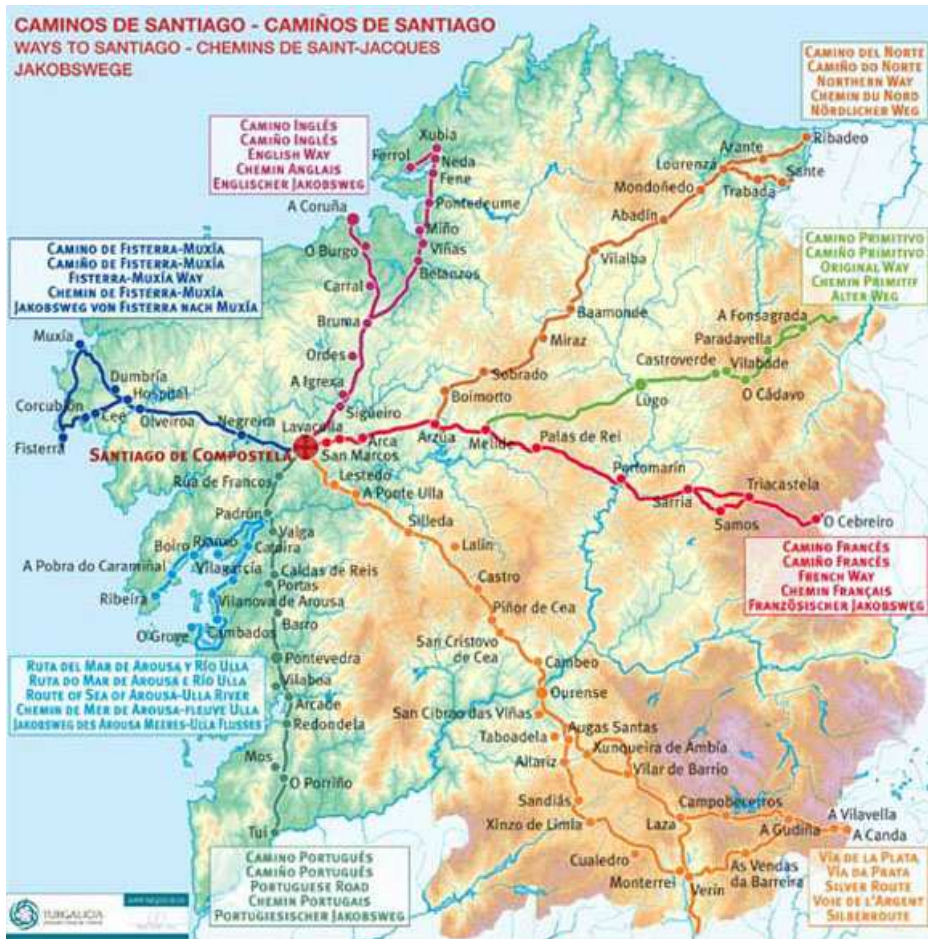 CAMINOS DE SANTIAGO - CAMIÑOS DE SANTIAGO
WAYS TO SANTIAGO - CHEMINS DE SAINT-JACQUES
JAKOBSWEGE
CAMINO DEL NORTE
CAMIÑO DO NORTE
NORTHERN WAY
CHEMIN DU NORD
NÖRDLICHER WEG
CAMINO INGLÉS
CAMIÑO INGLÉS
ENGLISH WAY
CHEMIN ANGLAIS
ENGLISCHER JAKOBSWEG
Xubia
Ferrol
Neda
Fene
Pontedeume
Miño
Viñas
Betanzos
A Coruña
O Burgo
Carral
Bruma
Ordes
A Igrexa
Sigüeiro
Ribadeo
Arante
Lourenza
Sante
Trabada
Mondoñedo
Abadín
Vilalba
Baamonde
Miraz
Sobrado
Boimorto
CAMINO DE FISTERRA-MUXÍA
CAMIÑO DE FISTERRA-MUXÍA
FISTERRA-MUXÍA WAY
CHEMIN DE FISTERRA-MUXÍA
JAKOBSWEG VON FISTERRA NACH MUXÍA
CAMINO PRIMITIVO
CAMIÑO PRIMITIVO
ORIGINAL WAY
CHEMIN PRIMITIF
ALTER WEG
A Fonsagrada
Paradavella
Castroverde
Vilabade
O Cádavo
Lugo
Muxía
Dumbría
Hospital
Corcubión
Cee
Olveiroa
Negreira
Fisterra
Lavacolla
SANTIAGO DE COMPOSTELA
San Marcos
Arca
Arzúa
Melide
Palas de Rei
Portomarín
Sarria
Triacastela
Samos
O Cebreiro
CAMINO FRANCÉS
CAMIÑO FRANCÉS
FRENCH WAY
CHEMIN FRANÇAIS
FRANZÖSISCHER JAKOBSWEG
Rúa de Francos
Lestedo
A Ponte Ulla
Silleda
Lalín
Castro
Piñor de Cea
San Cristovo
de Cea
Cambeo
Ourense
San Cibrao das Viñas
Augas Santas
Taboadela
Xunqueira de Ambía
Allariz
Vilar de Barrio
Sandiás
Xinzo de Limia
Campobecerros
Laza
A Gudiña
A Vilavella
A Canda
Cualedro
Monterrei
Verín
As Vendas
da Barreira
Padrón
Valga
Boiro
Rianxo
Catoira
A Pobra do Caramiñal
Vilagarcía
Caldas de Reis
Portas
Ribeira
Vilanova de Arousa
Barro
O Grove
Cambados
Pontevedra
Vilaboa
Arcade
Redondela
Mos
O Porriño
Tui
RUTA DEL MAR DE AROUSA Y RÍO ULLA
RUTA DO MAR DE AROUSA E RÍO ULLA
ROUTE OF SEA OF AROUSA-ULLA RIVER
CHEMIN DE MER DE AROUSA-FLEUVE ULLA
JAKOBSWEG DES AROUSA MEERES-ULLA FLUSSES
CAMINO PORTUGUÉS
CAMIÑO PORTUGUÉS
PORTUGUESE ROAD
CHEMIN PORTUGAIS
PORTUGIESISCHER JAKOBSWEG
VÍA DE LA PLATA
VÍA DA PRATA
SILVER ROUTE
VOIE DE L'ARGENT
SILBERROUTE
TURGALICIA